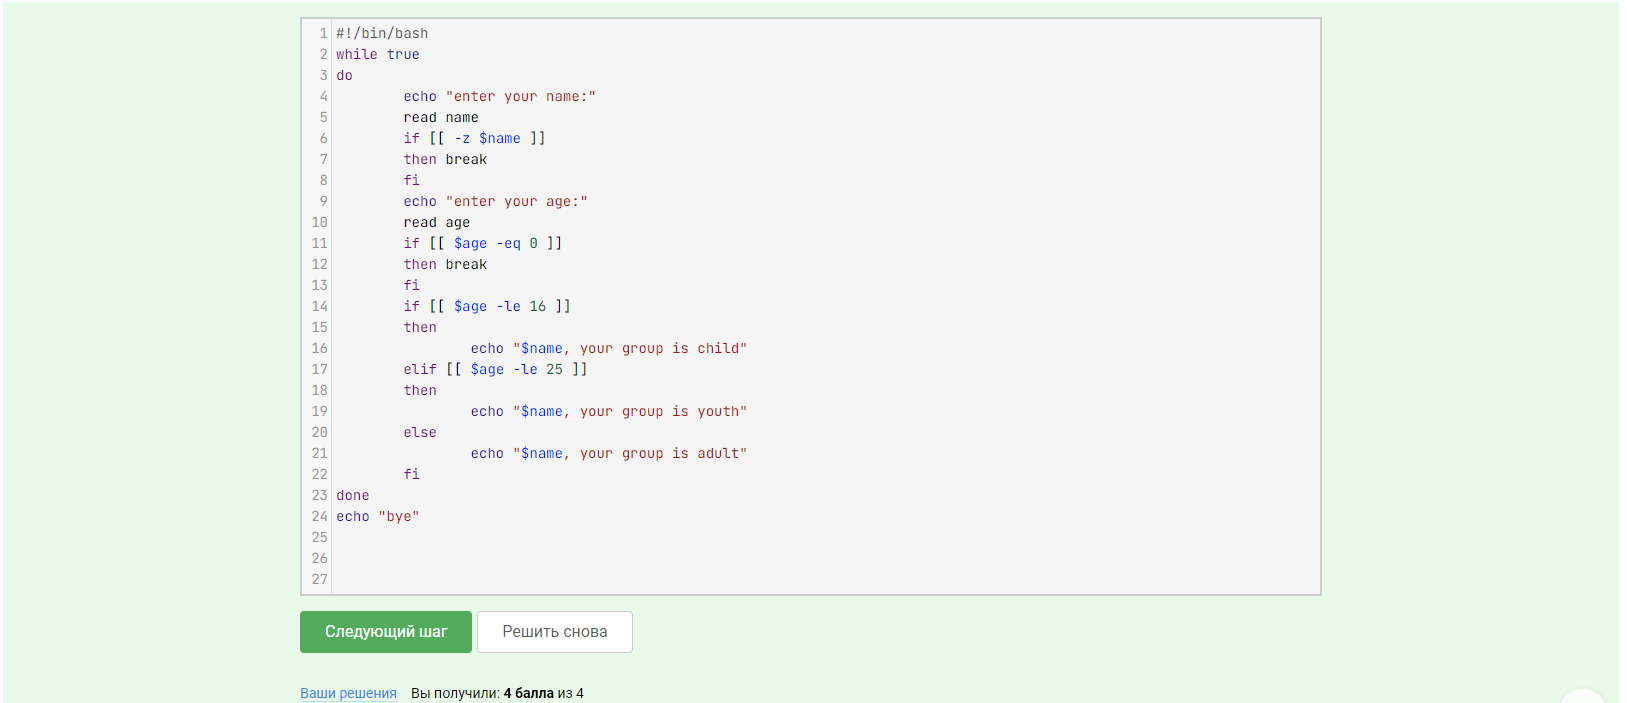 1 #!/bin/bash
2 while true
3 do
4 echo "enter your name:"
5 read name
6 if [[ -z $name ]]
7 then break
8 fi
9 echo "enter your age:"
10 read age
11 if [[ $age -eq 0 ]]
12 then break
13 fi
14 if [[ $age -le 16 ]]
15 then
16 echo "$name, your group is child"
17 elif [[ $age -le 25 ]]
18 then
19 echo "$name, your group is youth"
20 else
21 echo "$name, your group is adult"
22 fi
23 done
24 echo "bye"
25
26
27
Следующий шаг Решить снова
Ваши решения Вы получили: 4 балла из 4